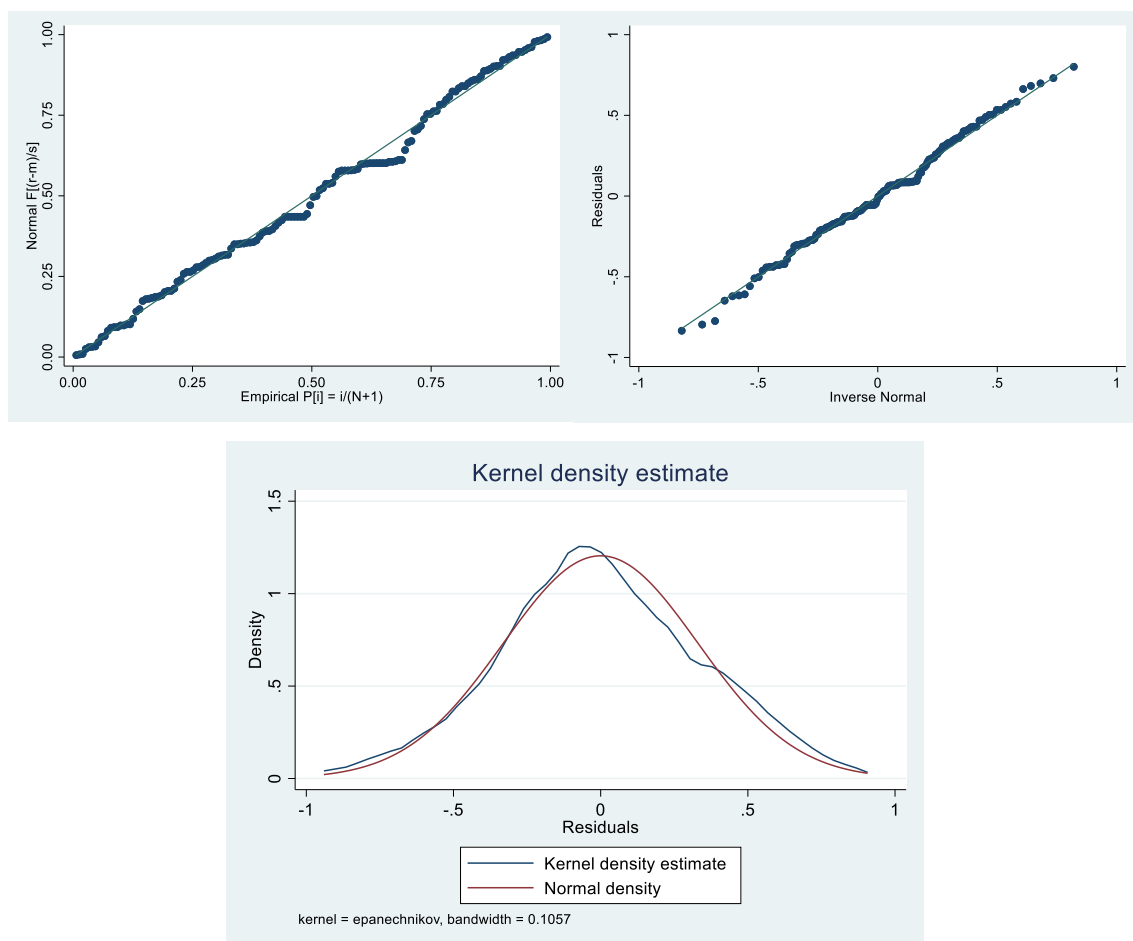 1.00
0.75
0.50
0.25
0.00
Normal F[(r-m)/s]
0.00 0.25 0.50 0.75 1.00
Empirical P[i] = i/(N+1)
1
.5
0
-.5
-1
Residuals
-1 -.5 0 .5 1
Inverse Normal
Kernel density estimate
1.5
1
.5
0
Density
-1 -.5 0 .5 1
Residuals
Kernel density estimate
Normal density
kernel = epanechnikov, bandwidth = 0.1057